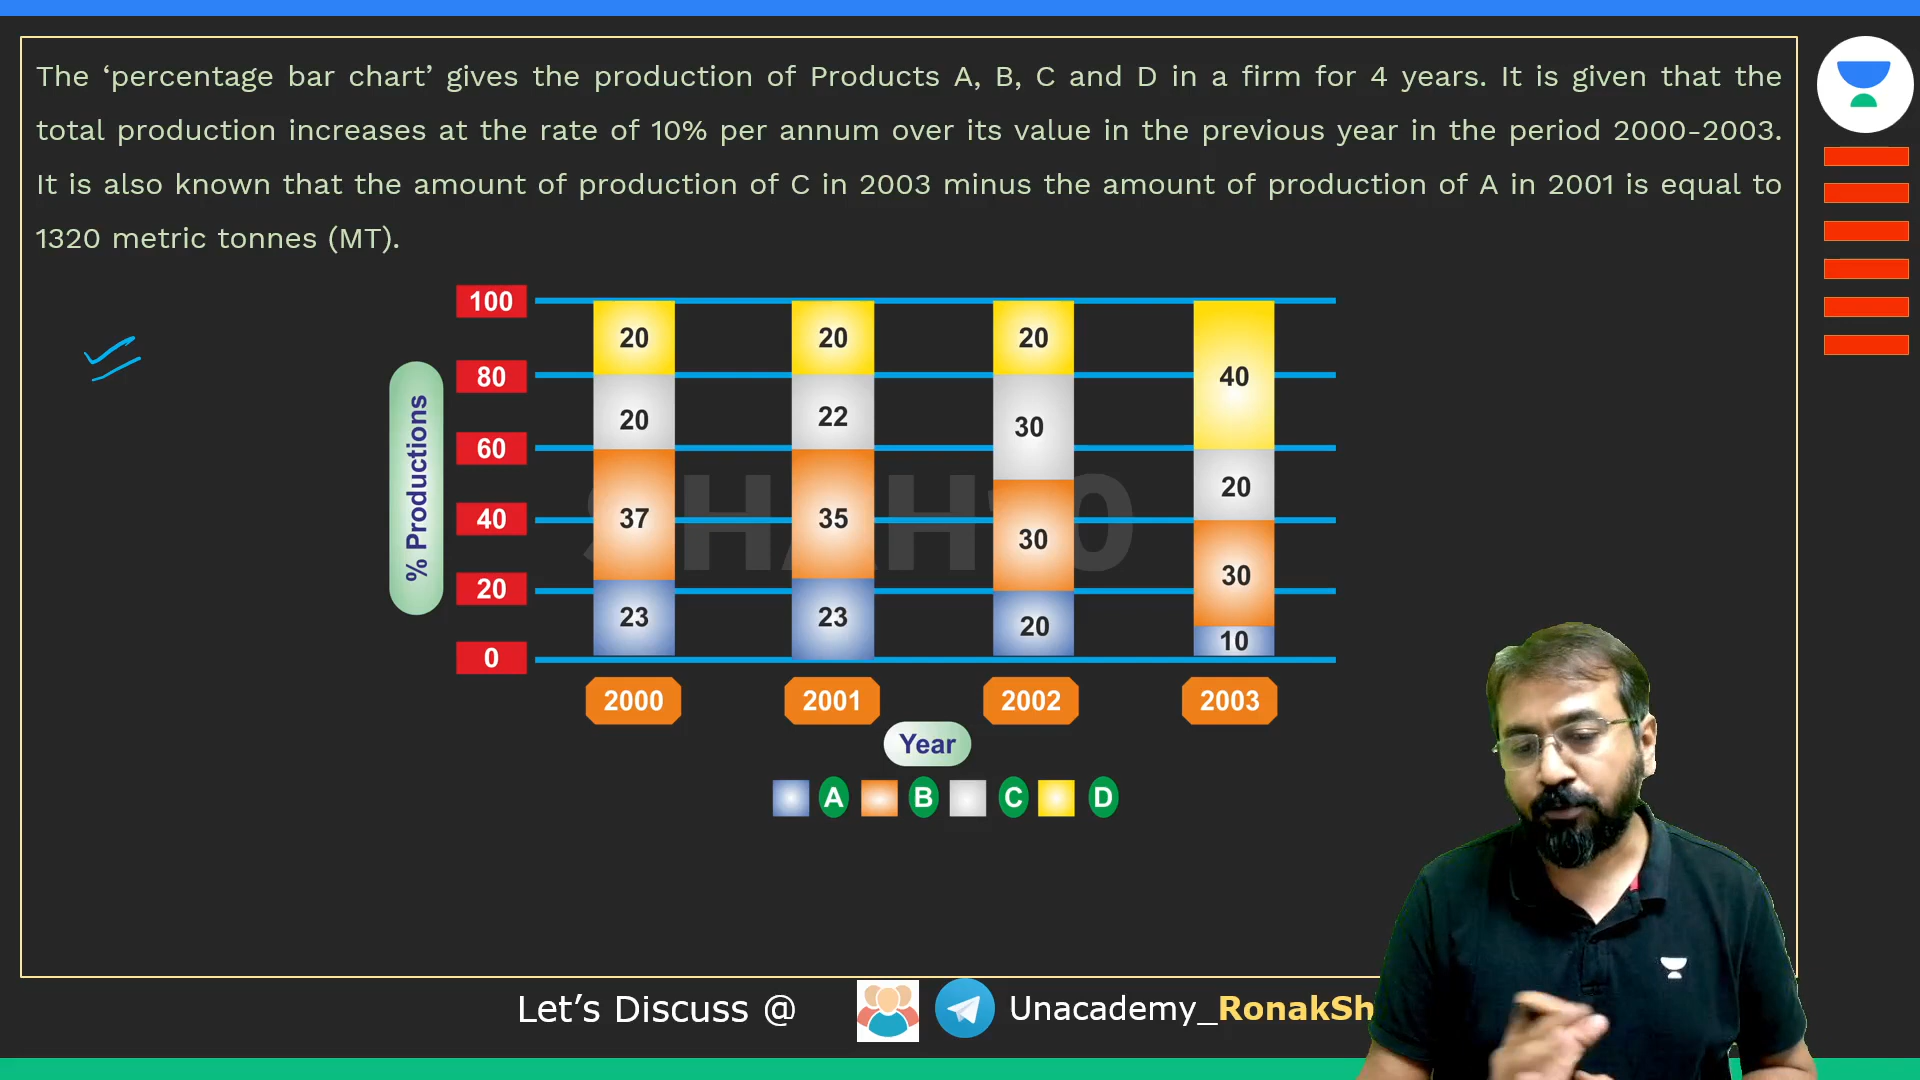 The ‘percentage bar chart’ gives the production of Products A, B, C and D in a firm for 4 years. It is given that the
total production increases at the rate of 10% per annum over its value in the previous year in the period 2000-2003.
It is also known that the amount of production of C in 2003 minus the amount of production of A in 2001 is equal to
1320 metric tonnes (MT).
100
20 20 20 40
80
20 22 30
60
20
% Productions
40
37 35 30
30
20
23 23 20 10
0
2000 2001 2002 2003
Year
A B C D
Let’s Discuss @ Unacademy_RonakSh